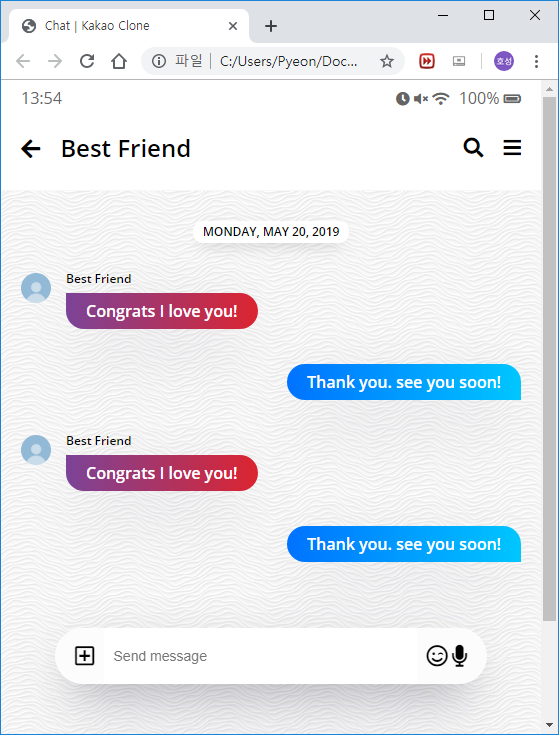 Chat | Kakao Clone
파일 | C:/Users/Pyeon/Doc...
호성
13:54
100%
Best Friend
MONDAY, MAY 20, 2019
Best Friend
Congrats I love you!
Thank you. see you soon!
Best Friend
Congrats I love you!
Thank you. see you soon!
Send message